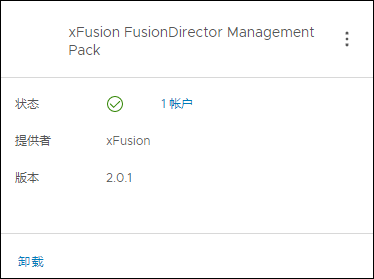 xFusion FusionDirector Management
Pack
状态 1 帐户
提供者 xFusion
版本 2.0.1
卸载